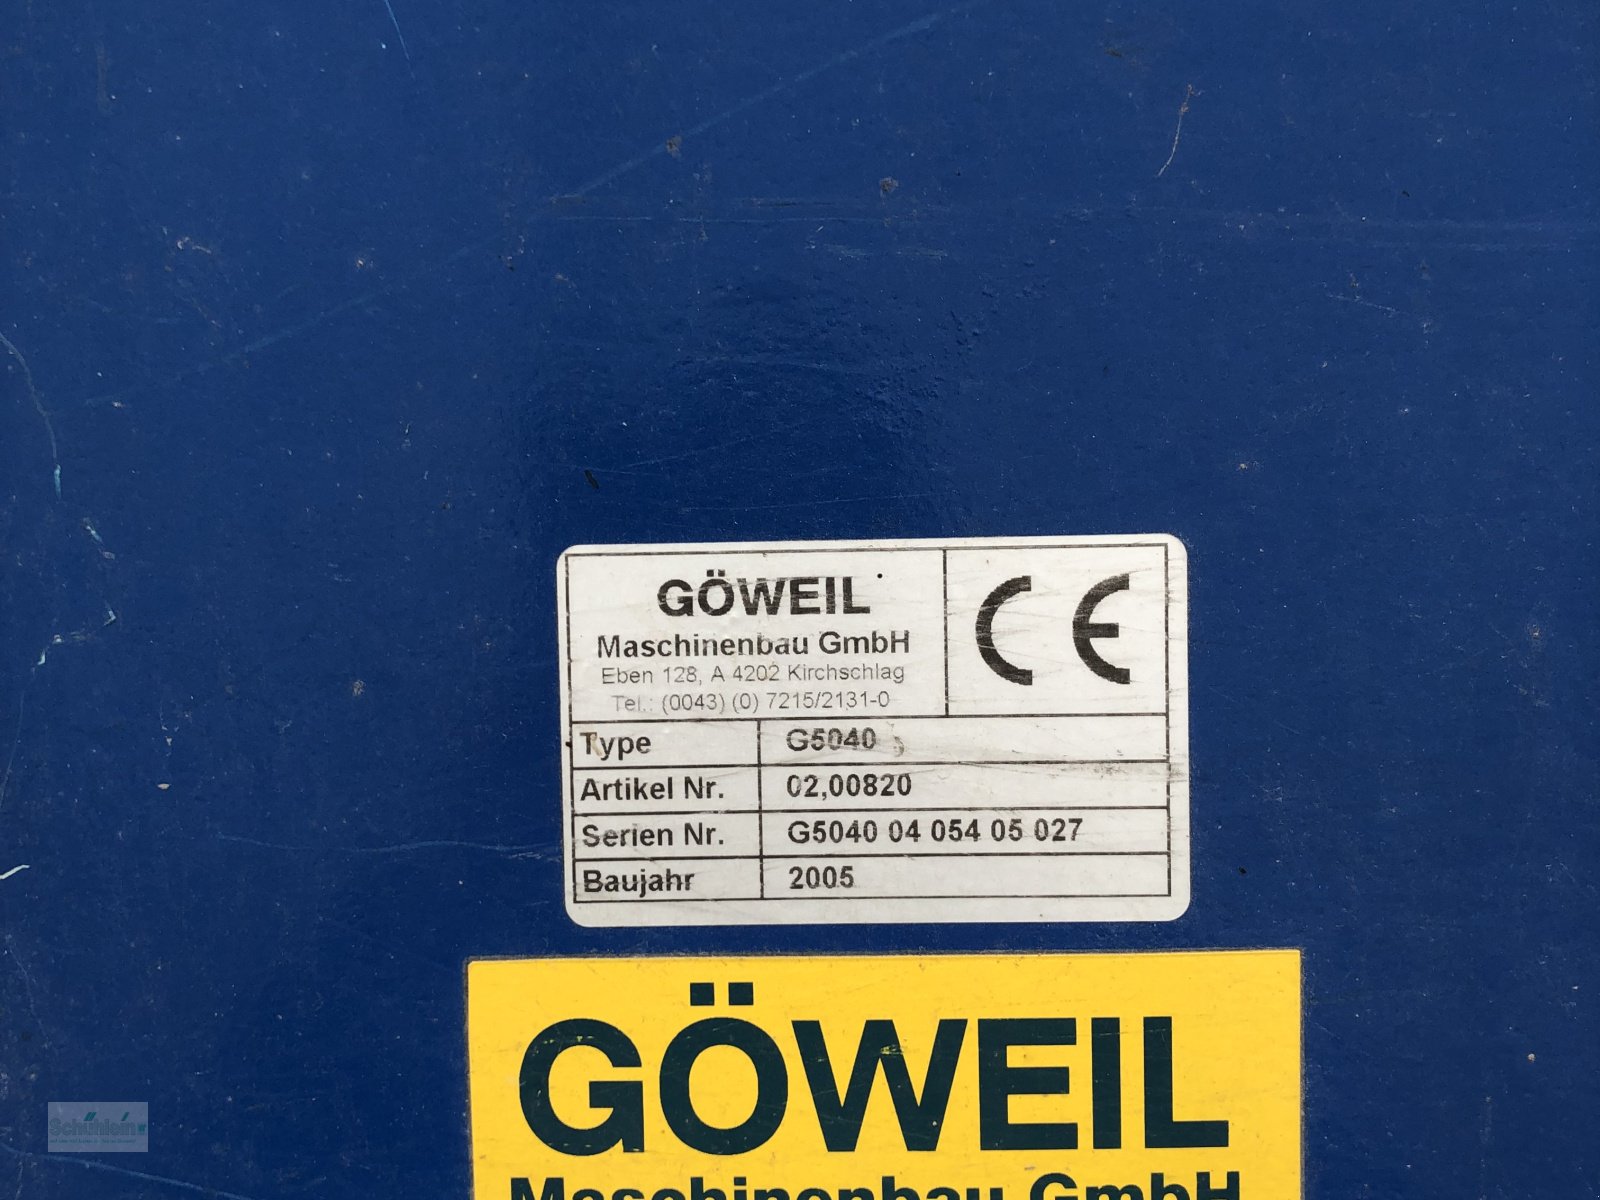 GÖWEIL
Maschinenbau GmbH
Eben 128, A 4202 Kirchschlag
Tel.: (0043) (0) 7215/2131-0
CE
Type G5040
Artikel Nr. 02,00820
Serien Nr. G5040 04 054 05 027
Baujahr 2005
GÖWEIL
Maschinenbau GmbH
Schühlein